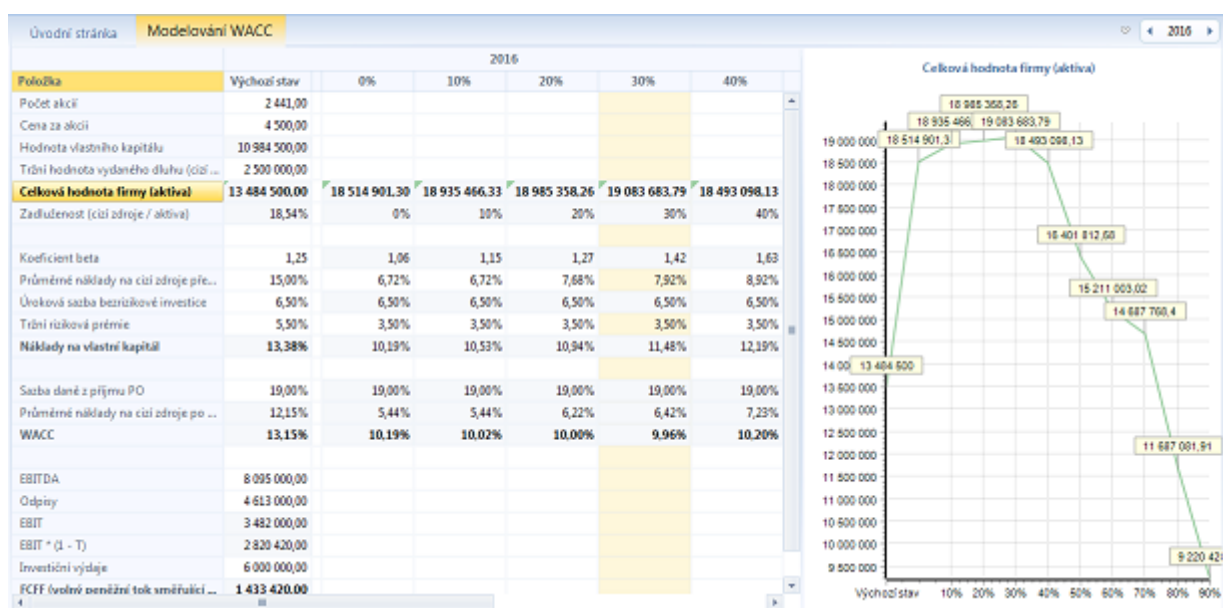 Úvodní stránka Modelování WACC 2016
2016
Položka Výchozí stav 0% 10% 20% 30% 40%
Počet akcií 2 441,00
Cena za akcii 4 500,00
Hodnota vlastního kapitálu 10 984 500,00
Tržní hodnota vydaného dluhu (cizí ... 2 500 000,00
Celková hodnota firmy (aktiva) 13 484 500,00 18 514 901,30 18 935 466,33 18 985 358,26 19 083 683,79 18 493 098,13
Zadluženost (cizí zdroje / aktiva) 18,54% 0% 10% 20% 30% 40%
Koeficient beta 1,25 1,06 1,15 1,27 1,42 1,63
Průměrné náklady na cizí zdroje pře... 15,00% 6,72% 6,72% 7,68% 7,92% 8,92%
Úroková sazba bezrizikové investice 6,50% 6,50% 6,50% 6,50% 6,50% 6,50%
Tržní riziková prémie 5,50% 3,50% 3,50% 3,50% 3,50% 3,50%
Náklady na vlastní kapitál 13,38% 10,19% 10,53% 10,94% 11,48% 12,19%
Sazba daně z příjmu PO 19,00% 19,00% 19,00% 19,00% 19,00% 19,00%
Průměrné náklady na cizí zdroje po ... 12,15% 5,44% 5,44% 6,22% 6,42% 7,23%
WACC 13,15% 10,19% 10,02% 10,00% 9,96% 10,20%
EBITDA 8 095 000,00
Odpisy 4 613 000,00
EBIT 3 482 000,00
EBIT * (1 - T) 2 820 420,00
Investiční výdaje 6 000 000,00
FCFF (volný peněžní tok směřující ... 1 433 420,00
Celková hodnota firmy (aktiva)
18 985 358,26
18 935 466, 19 083 683,79
19 000 000 18 514 901,3 18 493 098,13
18 500 000
18 000 000
17 500 000
17 000 000
16 401 812,68
16 500 000
16 000 000
15 211 003,02
15 500 000
14 687 768,4
15 000 000
14 500 000
14 00 13 484 500
13 500 000
13 000 000
12 500 000
11 687 081,91
12 000 000
11 500 000
11 000 000
10 500 000
10 000 000
9 220 42
9 500 000
Výchozí stav 10% 20% 30% 40% 50% 60% 70% 80% 90%